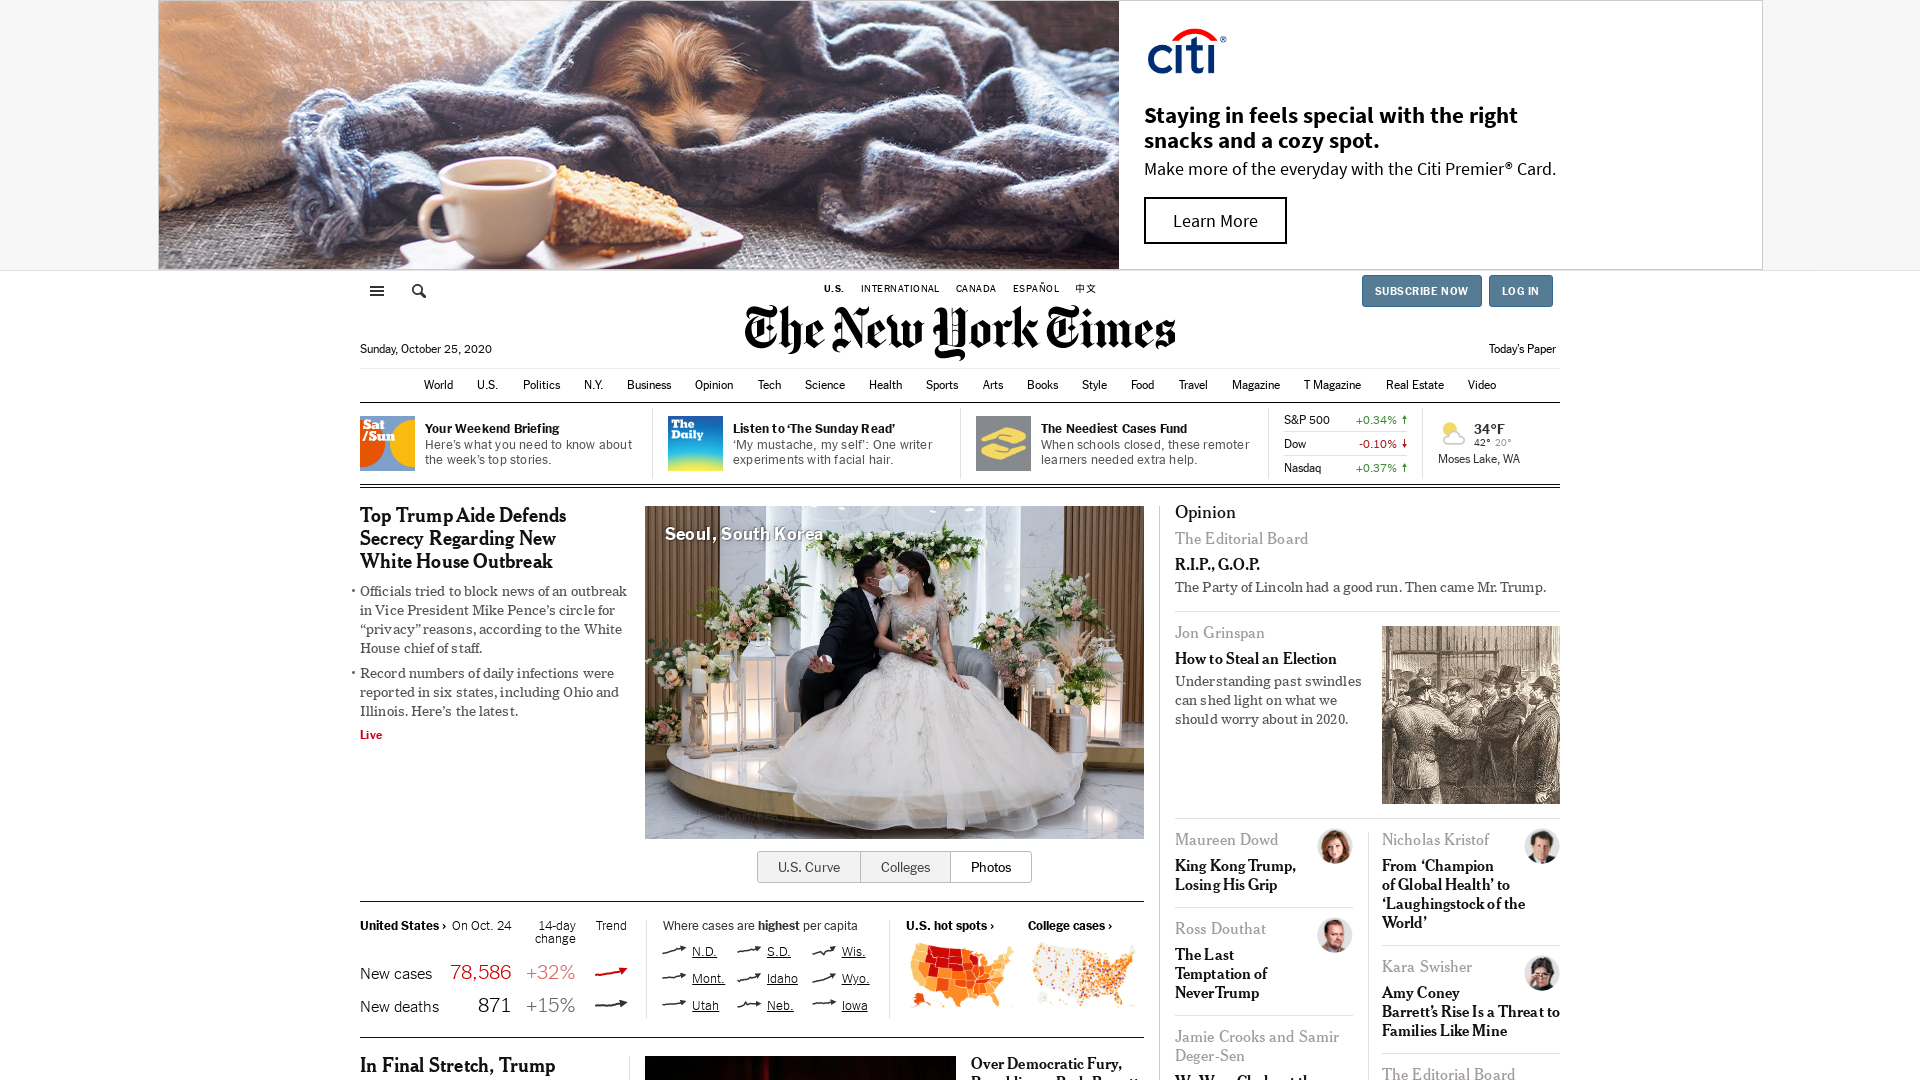 citi®
Staying in feels special with the right
snacks and a cozy spot.
Make more of the everyday with the Citi Premier® Card.
Learn More
U.S. INTERNATIONAL CANADA ESPAÑOL 中文
SUBSCRIBE NOW LOG IN
The New York Times
Sunday, October 25, 2020
Today's Paper
World U.S. Politics N.Y. Business Opinion Tech Science Health Sports Arts Books Style Food Travel Magazine T Magazine Real Estate Video
Sat
/Sun
Your Weekend Briefing
Here's what you need to know about
the week's top stories.
The
Daily
Listen to ‘The Sunday Read’
‘My mustache, my self’: One writer
experiments with facial hair.
The Neediest Cases Fund
When schools closed, these remoter
learners needed extra help.
S&P 500 +0.34%
Dow -0.10%
Nasdaq +0.37%
34°F
42° 20°
Moses Lake, WA
Top Trump Aide Defends
Secrecy Regarding New
White House Outbreak
• Officials tried to block news of an outbreak
in Vice President Mike Pence’s circle for
“privacy” reasons, according to the White
House chief of staff.
• Record numbers of daily infections were
reported in six states, including Ohio and
Illinois. Here’s the latest.
Live
Seoul, South Korea
U.S. Curve Colleges Photos
United States › On Oct. 24 14-day
change Trend
New cases 78,586 +32%
New deaths 871 +15%
Where cases are highest per capita
N.D. S.D. Wis.
Mont. Idaho Wyo.
Utah Neb. Iowa
U.S. hot spots ›
College cases ›
In Final Stretch, Trump
Over Democratic Fury,
Opinion
The Editorial Board
R.I.P., G.O.P.
The Party of Lincoln had a good run. Then came Mr. Trump.
Jon Grinspan
How to Steal an Election
Understanding past swindles
can shed light on what we
should worry about in 2020.
Maureen Dowd
King Kong Trump,
Losing His Grip
Ross Douthat
The Last
Temptation of
NeverTrump
Jamie Crooks and Samir
Deger-Sen
Nicholas Kristof
From ‘Champion
of Global Health’ to
‘Laughingstock of the
World’
Kara Swisher
Amy Coney
Barrett’s Rise Is a Threat to
Families Like Mine
The Editorial Board